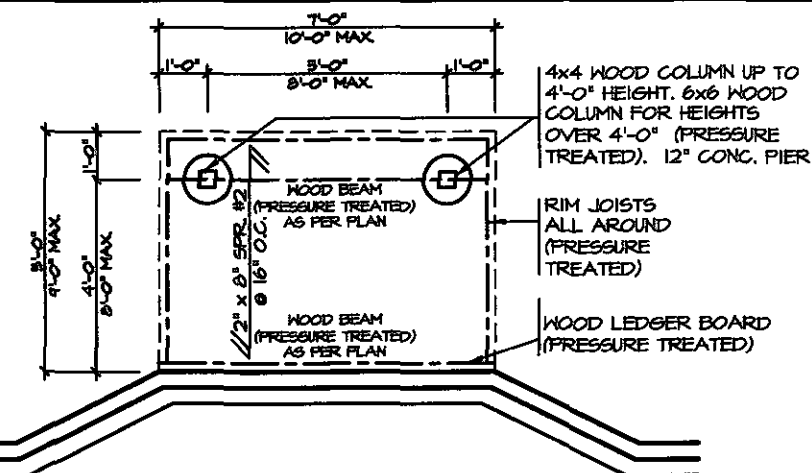 7'-0"
10'-0" MAX.
1'-0"
5'-0"
8'-0" MAX.
1'-0"
4x4 WOOD COLUMN UP TO
4'-0" HEIGHT. 6x6 WOOD
COLUMN FOR HEIGHTS
OVER 4'-0" (PRESSURE
TREATED). 12" CONC. PIER
5'-0"
9'-0" MAX.
1'-0"
4'-0"
8'-0" MAX.
2" x 8" SPR. #2
@ 16" O.C.
WOOD BEAM
(PRESSURE TREATED)
AS PER PLAN
RIM JOISTS
ALL AROUND
(PRESSURE
TREATED)
WOOD BEAM
(PRESSURE TREATED)
AS PER PLAN
WOOD LEDGER BOARD
(PRESSURE TREATED)